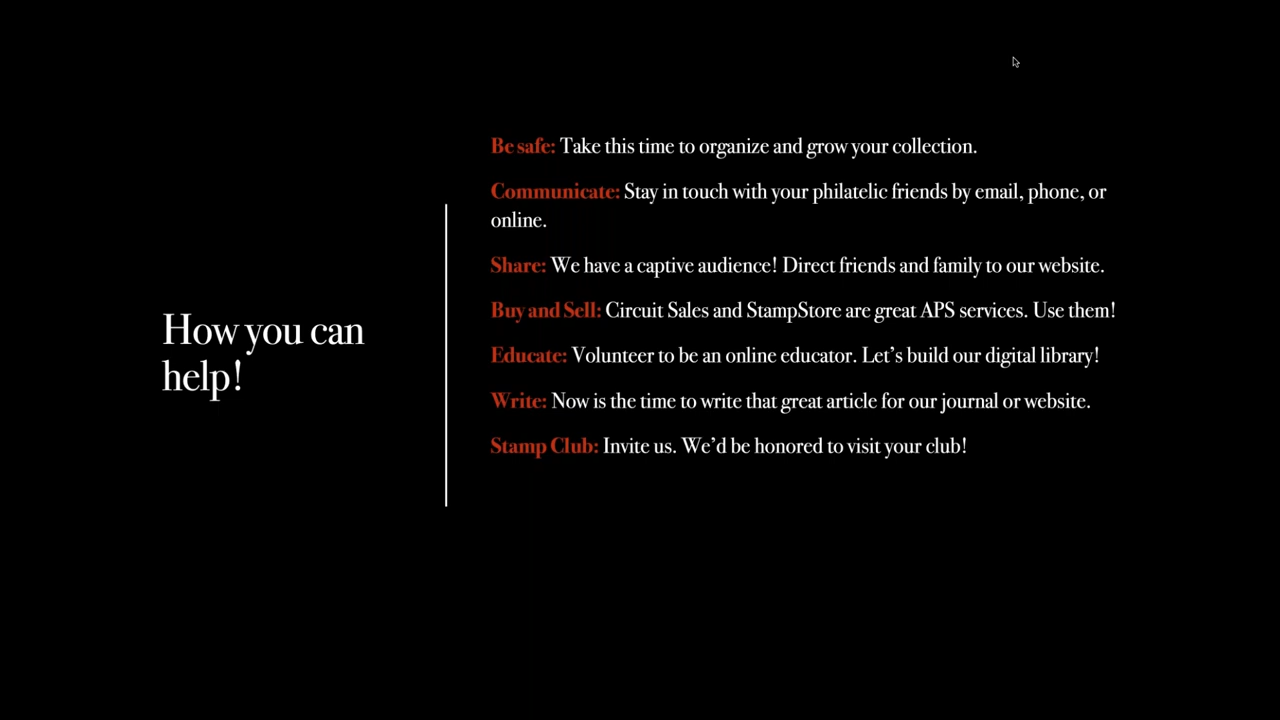 How you can
help!
Be safe: Take this time to organize and grow your collection.
Communicate: Stay in touch with your philatelic friends by email, phone, or
online.
Share: We have a captive audience! Direct friends and family to our website.
Buy and Sell: Circuit Sales and StampStore are great APS services. Use them!
Educate: Volunteer to be an online educator. Let’s build our digital library!
Write: Now is the time to write that great article for our journal or website.
Stamp Club: Invite us. We’d be honored to visit your club!